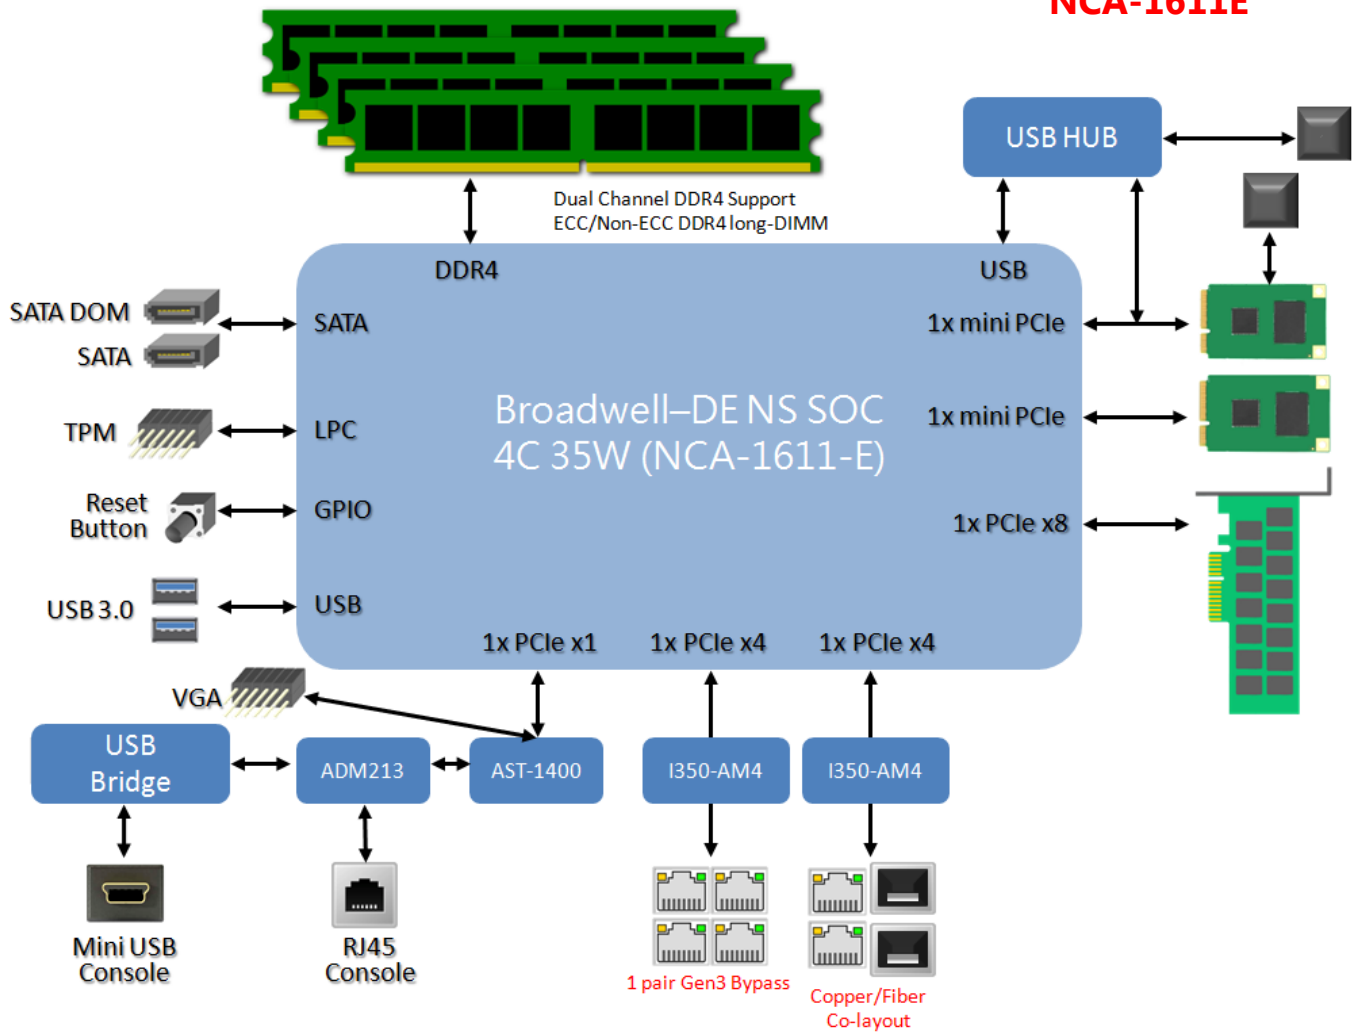 NCA-1611E
USB HUB
Dual Channel DDR4 Support
ECC/Non-ECC DDR4 long-DIMM
DDR4
USB
SATA DOM
SATA
SATA
1x mini PCIe
Broadwell–DE NS SOC
4C 35W (NCA-1611-E)
1x mini PCIe
TPM
LPC
Reset
Button
GPIO
1x PCIe x8
USB 3.0
USB
1x PCIe x1
1x PCIe x4
1x PCIe x4
VGA
USB
Bridge
ADM213
AST-1400
I350-AM4
I350-AM4
Mini USB
Console
RJ45
Console
1 pair Gen3 Bypass
Copper/Fiber
Co-layout